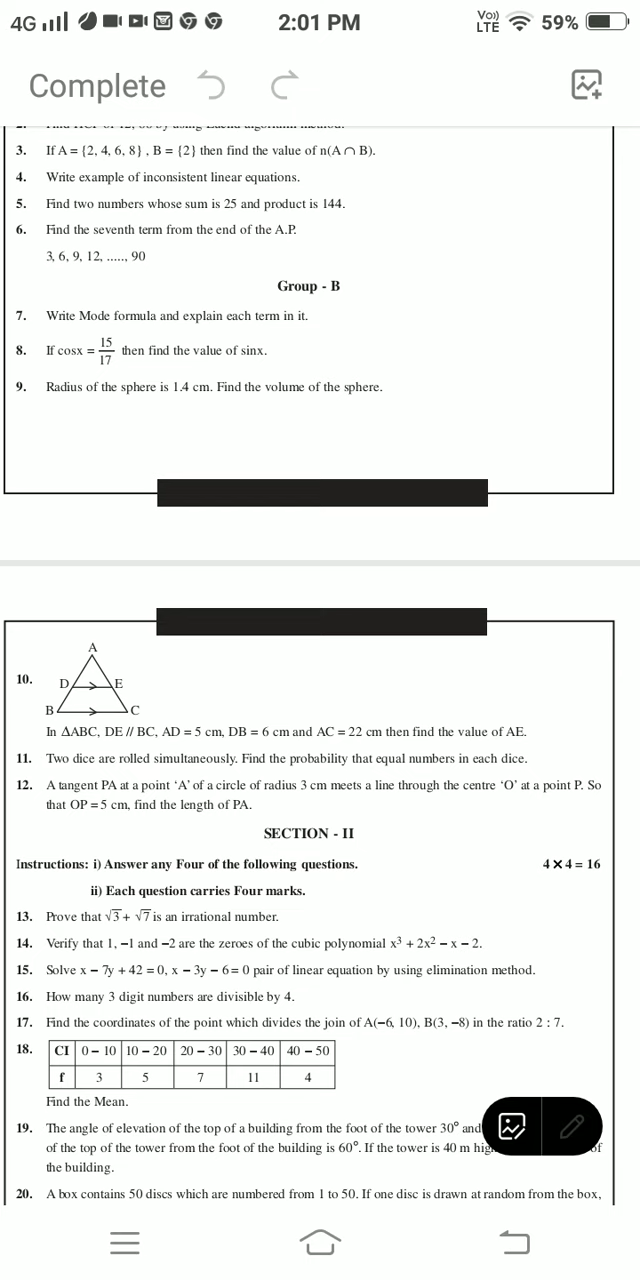 4G 2:01 PM Vo)) LTE 59%
Complete
3. If A = {2, 4, 6, 8} , B = {2} then find the value of n(A ∩ B).
4. Write example of inconsistent linear equations.
5. Find two numbers whose sum is 25 and product is 144.
6. Find the seventh term from the end of the A.P.
3, 6, 9, 12, ....., 90
Group - B
7. Write Mode formula and explain each term in it.
8. If cosx = 15/17 then find the value of sinx.
9. Radius of the sphere is 1.4 cm. Find the volume of the sphere.
A
10. D E
B C
In ΔABC, DE // BC, AD = 5 cm, DB = 6 cm and AC = 22 cm then find the value of AE.
11. Two dice are rolled simultaneously. Find the probability that equal numbers in each dice.
12. A tangent PA at a point ‘A’ of a circle of radius 3 cm meets a line through the centre ‘O’ at a point P. So
that OP = 5 cm, find the length of PA.
SECTION - II
Instructions: i) Answer any Four of the following questions. 4 × 4 = 16
ii) Each question carries Four marks.
13. Prove that √3 + √7 is an irrational number.
14. Verify that 1, −1 and −2 are the zeroes of the cubic polynomial x³ + 2x² − x − 2.
15. Solve x − 7y + 42 = 0, x − 3y − 6 = 0 pair of linear equation by using elimination method.
16. How many 3 digit numbers are divisible by 4.
17. Find the coordinates of the point which divides the join of A(−6, 10), B(3, −8) in the ratio 2 : 7.
18. CI 0 − 10 10 − 20 20 − 30 30 − 40 40 − 50
f 3 5 7 11 4
Find the Mean.
19. The angle of elevation of the top of a building from the foot of the tower 30° and
of the top of the tower from the foot of the building is 60°. If the tower is 40 m of
the building.
20. A box contains 50 discs which are numbered from 1 to 50. If one disc is drawn at random from the box,